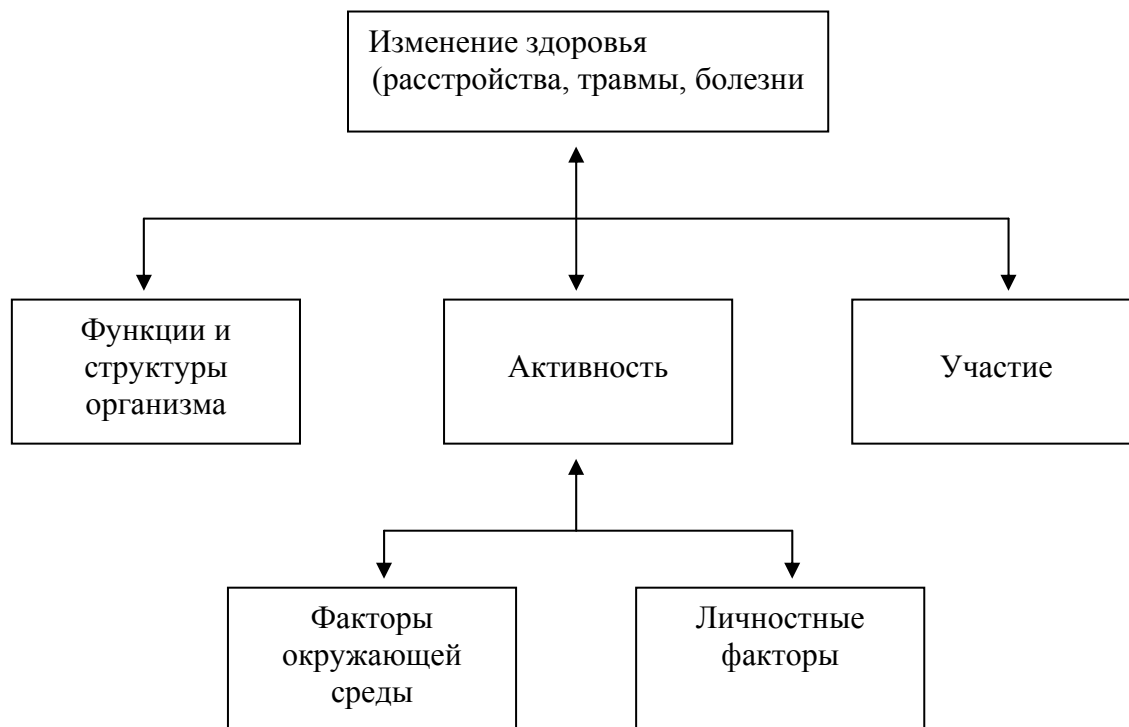 Изменение здоровья
(расстройства, травмы, болезни
Функции и
структуры
организма
Активность
Участие
Факторы
окружающей
среды
Личностные
факторы